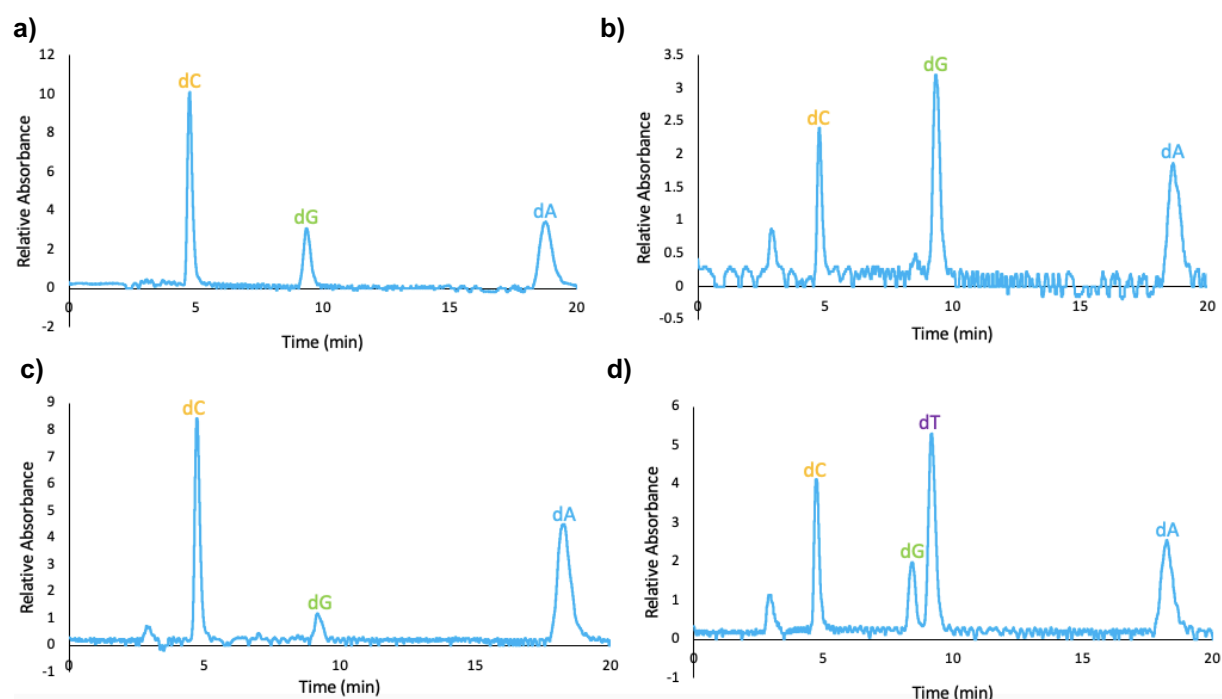 a)
12
10
8
6
4
2
0
-2
Relative Absorbance
dC
dG
dA
0 5 10 15 20
Time (min)
b)
3.5
3
2.5
2
1.5
1
0.5
0
-0.5
Relative Absorbance
dC
dG
dA
0 5 10 15 20
Time (min)
c)
9
8
7
6
5
4
3
2
1
0
-1
Relative Absorbance
dC
dG
dA
0 5 10 15 20
Time (min)
d)
6
5
4
3
2
1
0
-1
Relative Absorbance
dC
dG
dT
dA
0 5 10 15 20
Time (min)